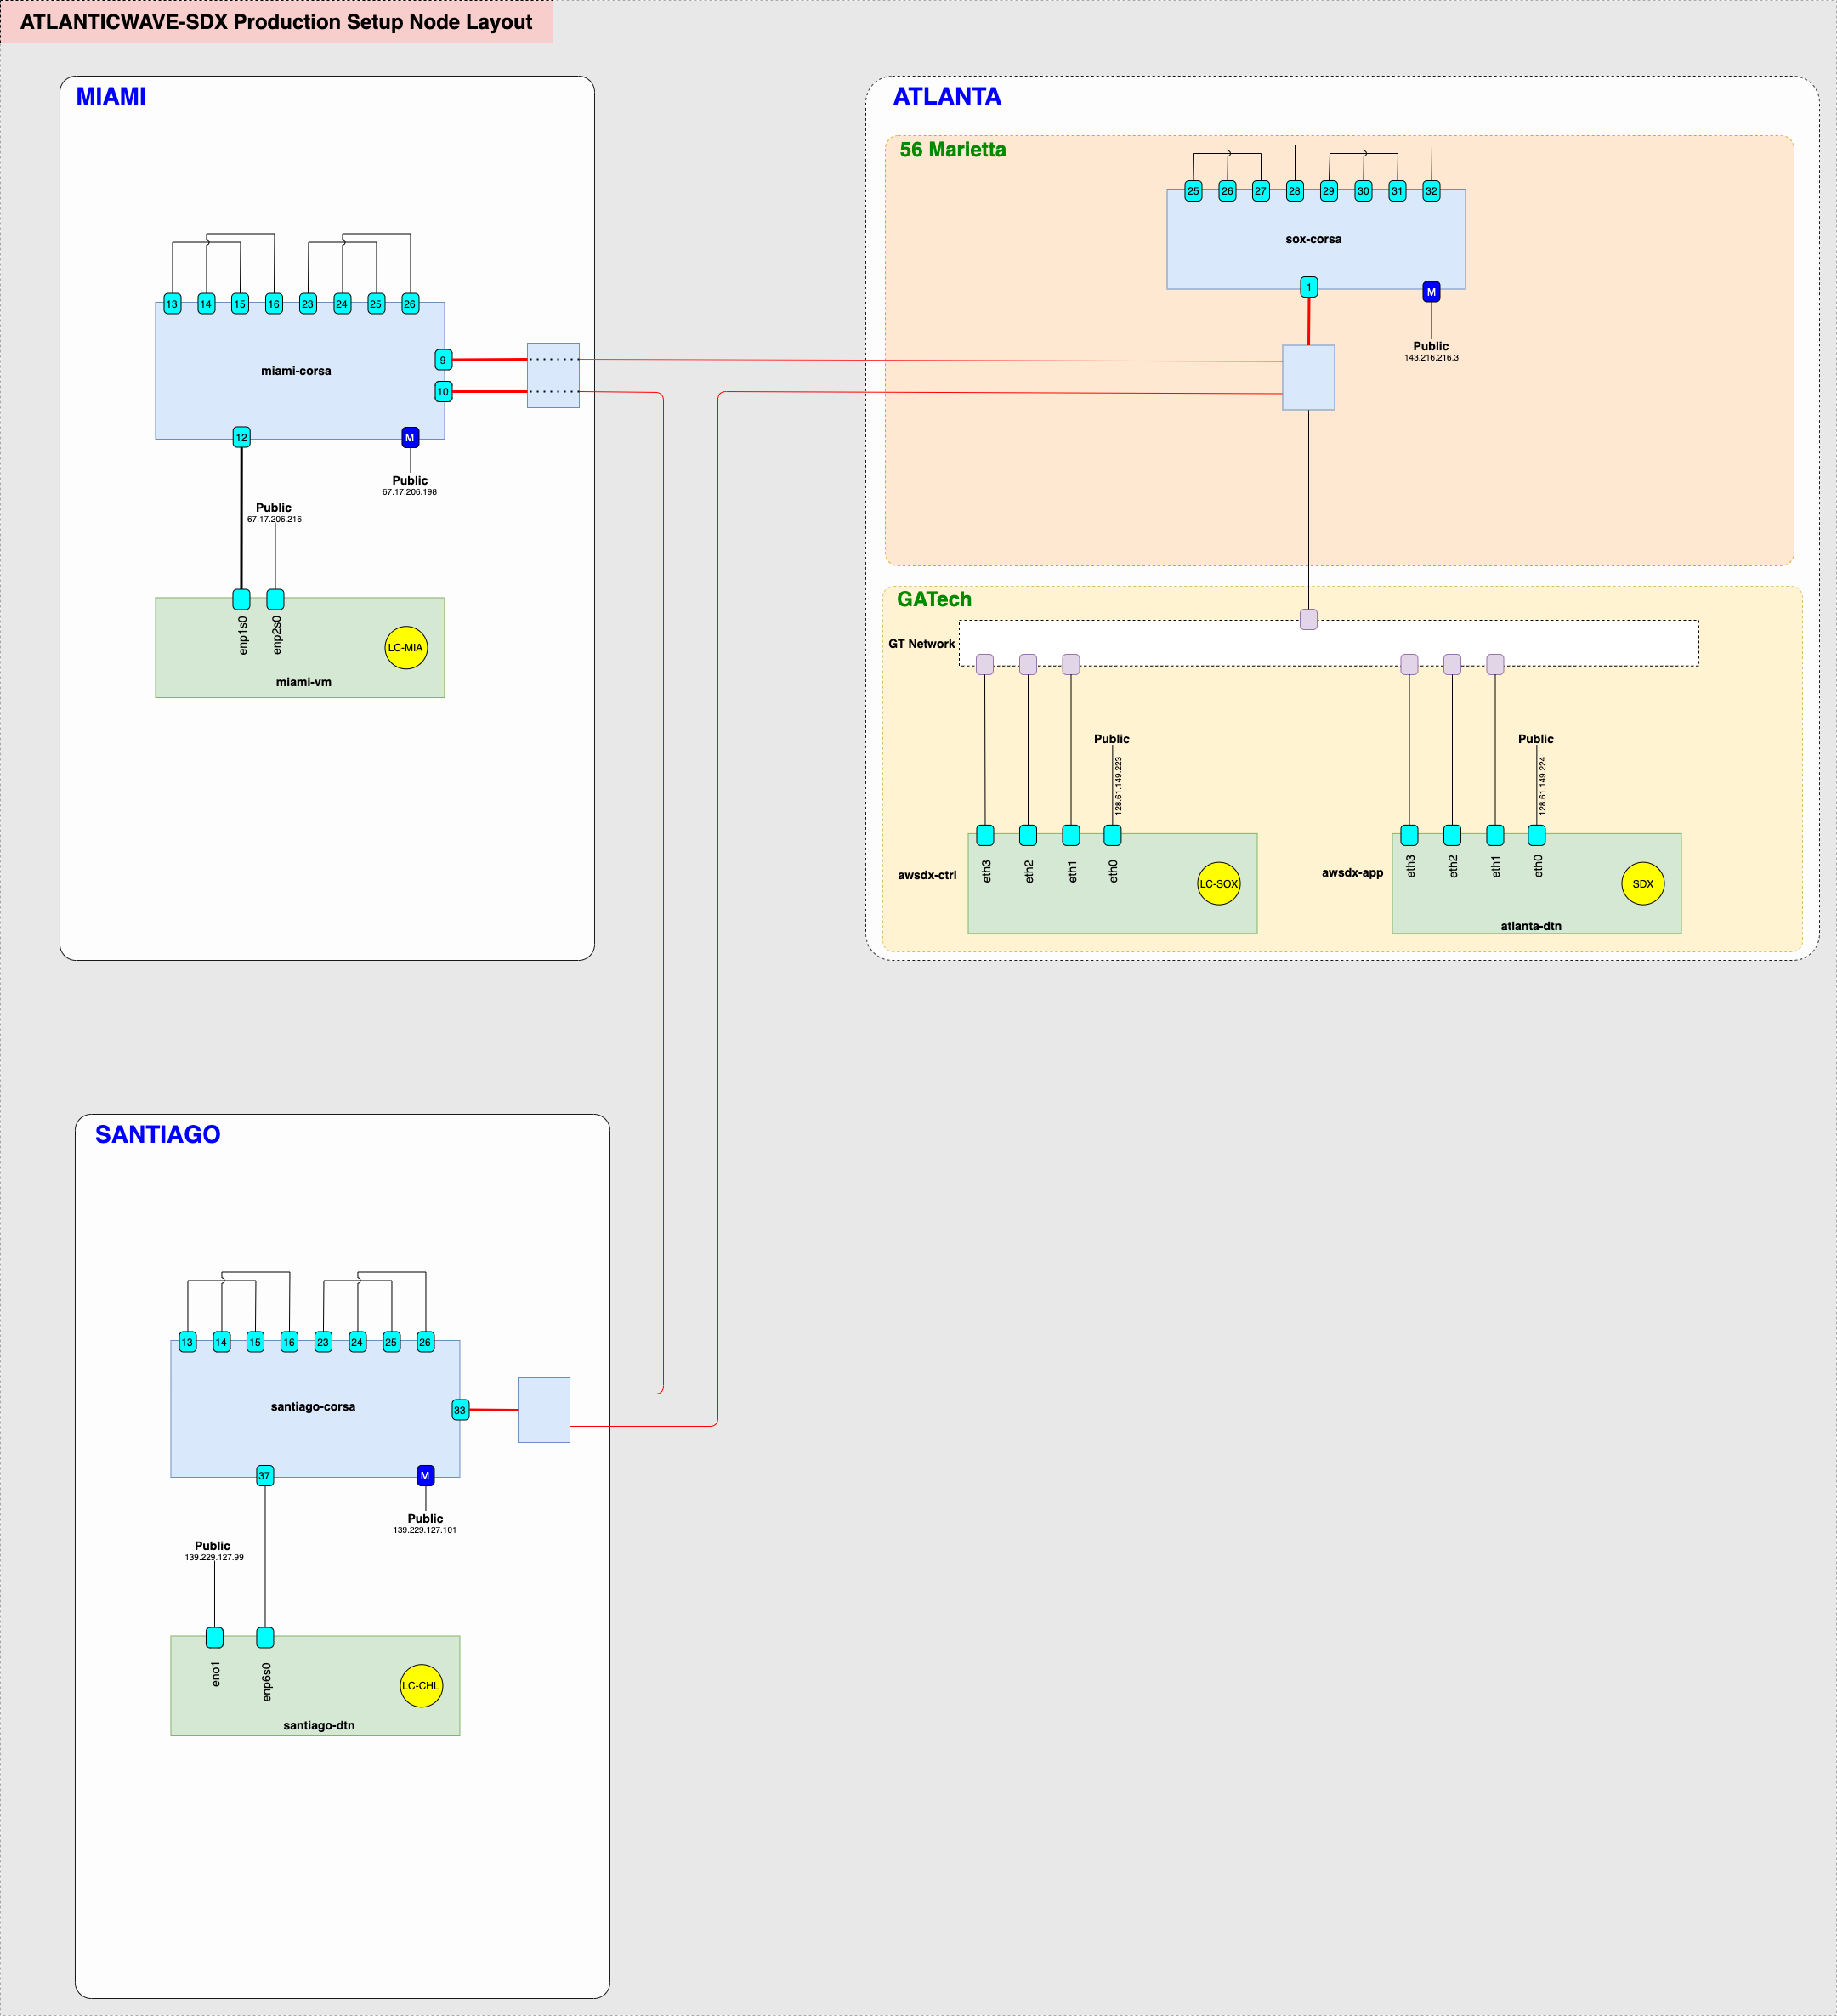 ATLANTICWAVE-SDX Production Setup Node Layout
MIAMI
13 14 15 16 23 24 25 26
miami-corsa
9
10
12
M
Public
67.17.206.198
Public
67.17.206.216
enp1s0
enp2s0
LC-MIA
miami-vm
ATLANTA
56 Marietta
25 26 27 28 29 30 31 32
sox-corsa
1
M
Public
143.216.216.3
GATech
GT Network
Public
128.61.149.223
awsdx-ctrl
eth3
eth2
eth1
eth0
LC-SOX
Public
128.61.149.224
awsdx-app
eth3
eth2
eth1
eth0
SDX
atlanta-dtn
SANTIAGO
13 14 15 16 23 24 25 26
santiago-corsa
33
37
M
Public
139.229.127.101
Public
139.229.127.99
eno1
enp6s0
LC-CHL
santiago-dtn